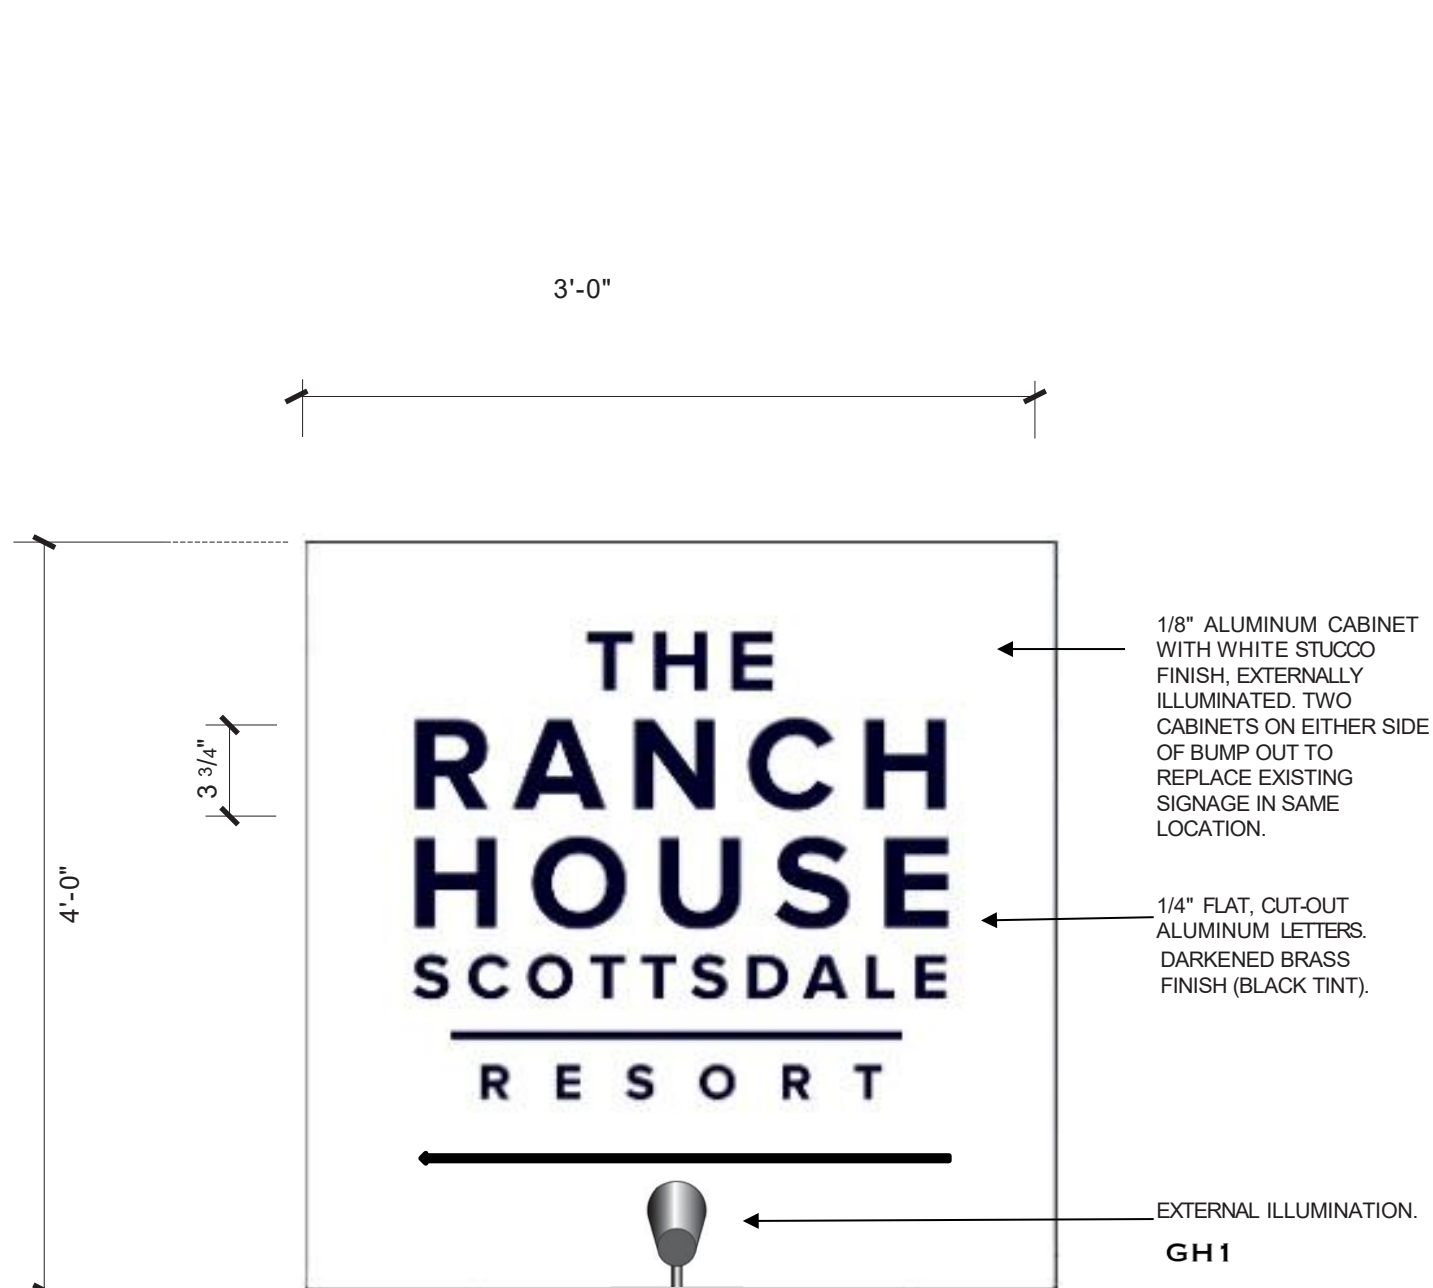 3'-0"
1/8" ALUMINUM CABINET
WITH WHITE STUCCO
FINISH, EXTERNALLY
ILLUMINATED. TWO
CABINETS ON EITHER SIDE
OF BUMP OUT TO
REPLACE EXISTING
SIGNAGE IN SAME
LOCATION.
THE
RANCH
HOUSE
SCOTTSDALE
RESORT
3 3/4"
4'-0"
1/4" FLAT, CUT-OUT
ALUMINUM LETTERS.
DARKENED BRASS
FINISH (BLACK TINT).
EXTERNAL ILLUMINATION.
GH1